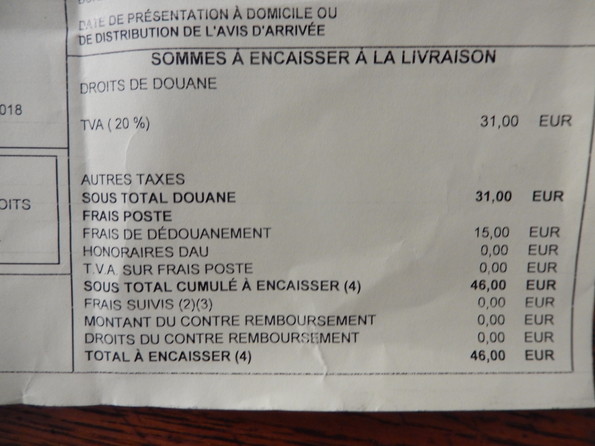 DATE DE PRÉSENTATION À DOMICILE OU
DE DISTRIBUTION DE L'AVIS D'ARRIVÉE
SOMMES À ENCAISSER À LA LIVRAISON
DROITS DE DOUANE
018
TVA ( 20 %) 31,00 EUR
AUTRES TAXES
SOUS TOTAL DOUANE 31,00 EUR
OITS
FRAIS POSTE
FRAIS DE DÉDOUANEMENT 15,00 EUR
HONORAIRES DAU 0,00 EUR
T.V.A. SUR FRAIS POSTE 0,00 EUR
SOUS TOTAL CUMULÉ À ENCAISSER (4) 46,00 EUR
FRAIS SUIVIS (2)(3) 0,00 EUR
MONTANT DU CONTRE REMBOURSEMENT 0,00 EUR
DROITS DU CONTRE REMBOURSEMENT 0,00 EUR
TOTAL À ENCAISSER (4) 46,00 EUR